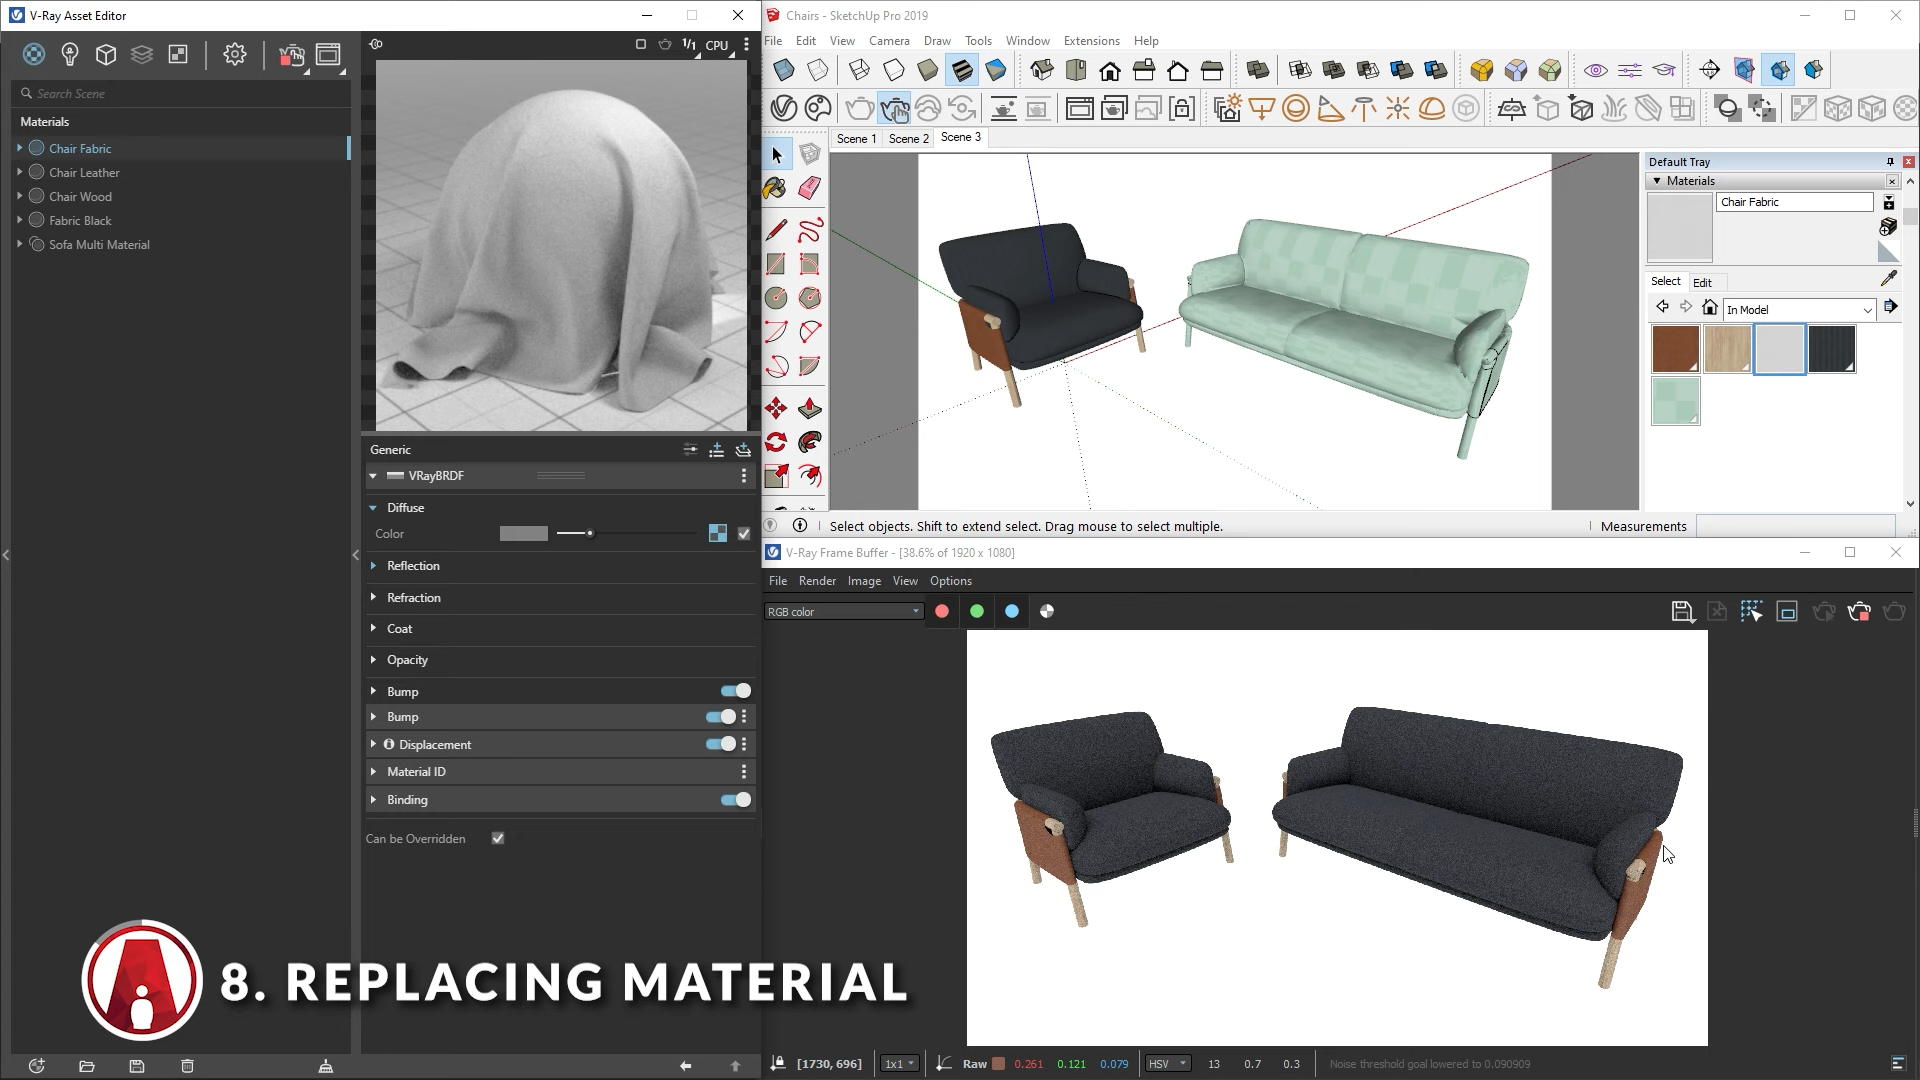 V-Ray Asset Editor
1/1 CPU
Search Scene
Materials
Chair Fabric
Chair Leather
Chair Wood
Fabric Black
Sofa Multi Material
Generic
VRayBRDF
Diffuse
Color
Reflection
Refraction
Coat
Opacity
Bump
Bump
Displacement
Material ID
Binding
Can be Overridden
8. REPLACING MATERIAL
Chairs - SketchUp Pro 2019
File Edit View Camera Draw Tools Window Extensions Help
Scene 1 Scene 2 Scene 3
Default Tray
Materials
Chair Fabric
Select Edit
In Model
Select objects. Shift to extend select. Drag mouse to select multiple.
Measurements
V-Ray Frame Buffer - [38.6% of 1920 x 1080]
File Render Image View Options
RGB color
[1730, 696] 1x1 Raw 0.261 0.121 0.079 HSV 13 0.7 0.3 Noise threshold goal lowered to 0.090909